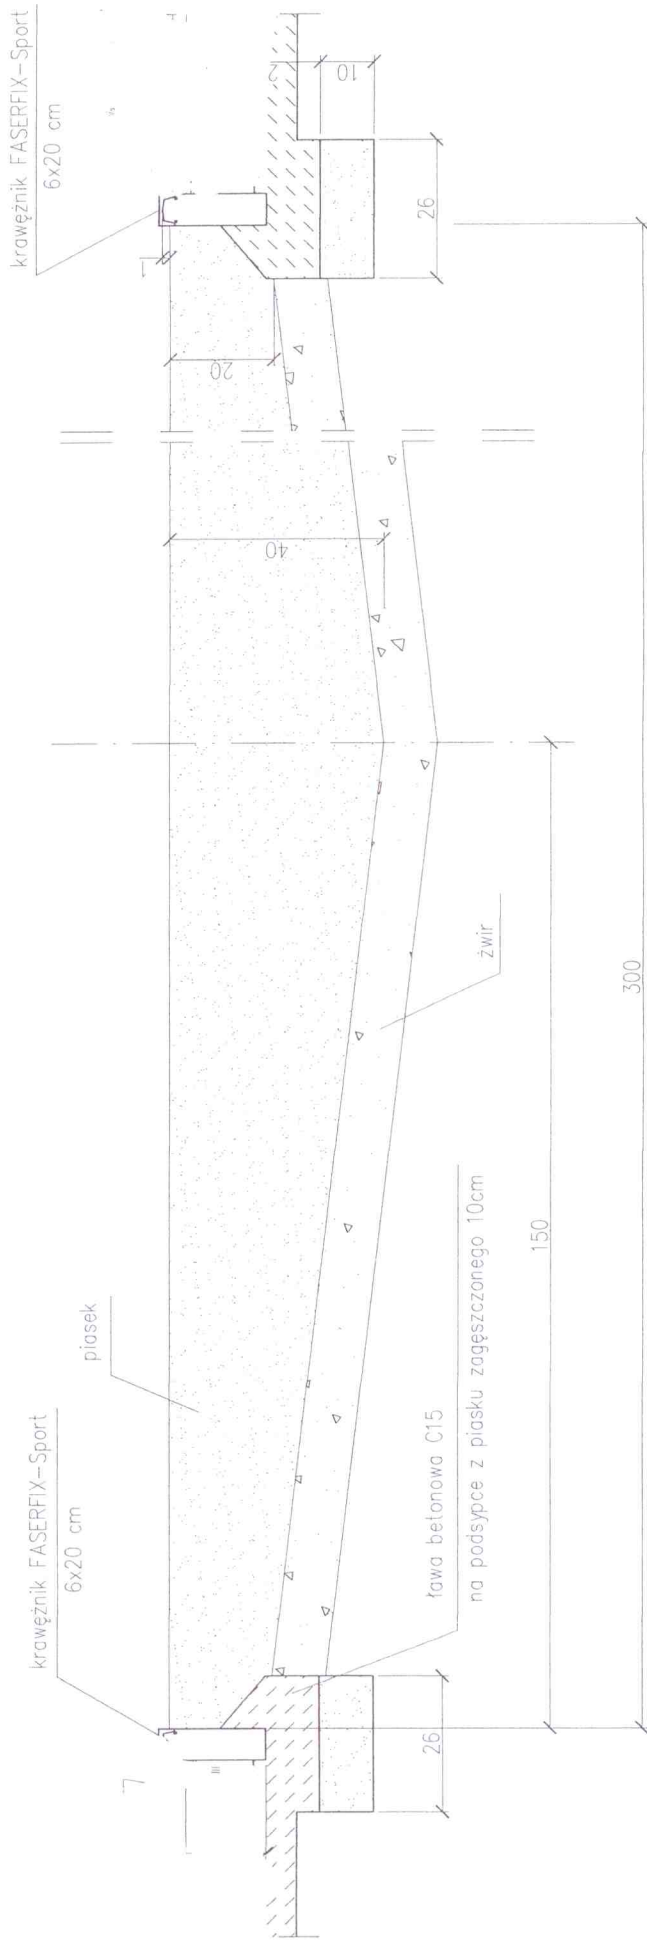 krawężnik FASERFIX-Sport
6x20 cm
piasek
krawężnik FASERFIX-Sport
6x20 cm
20
40
10
26
26
żwir
ława betonowa C15
na podsypce z piasku zagęszczonego 10cm
150
300